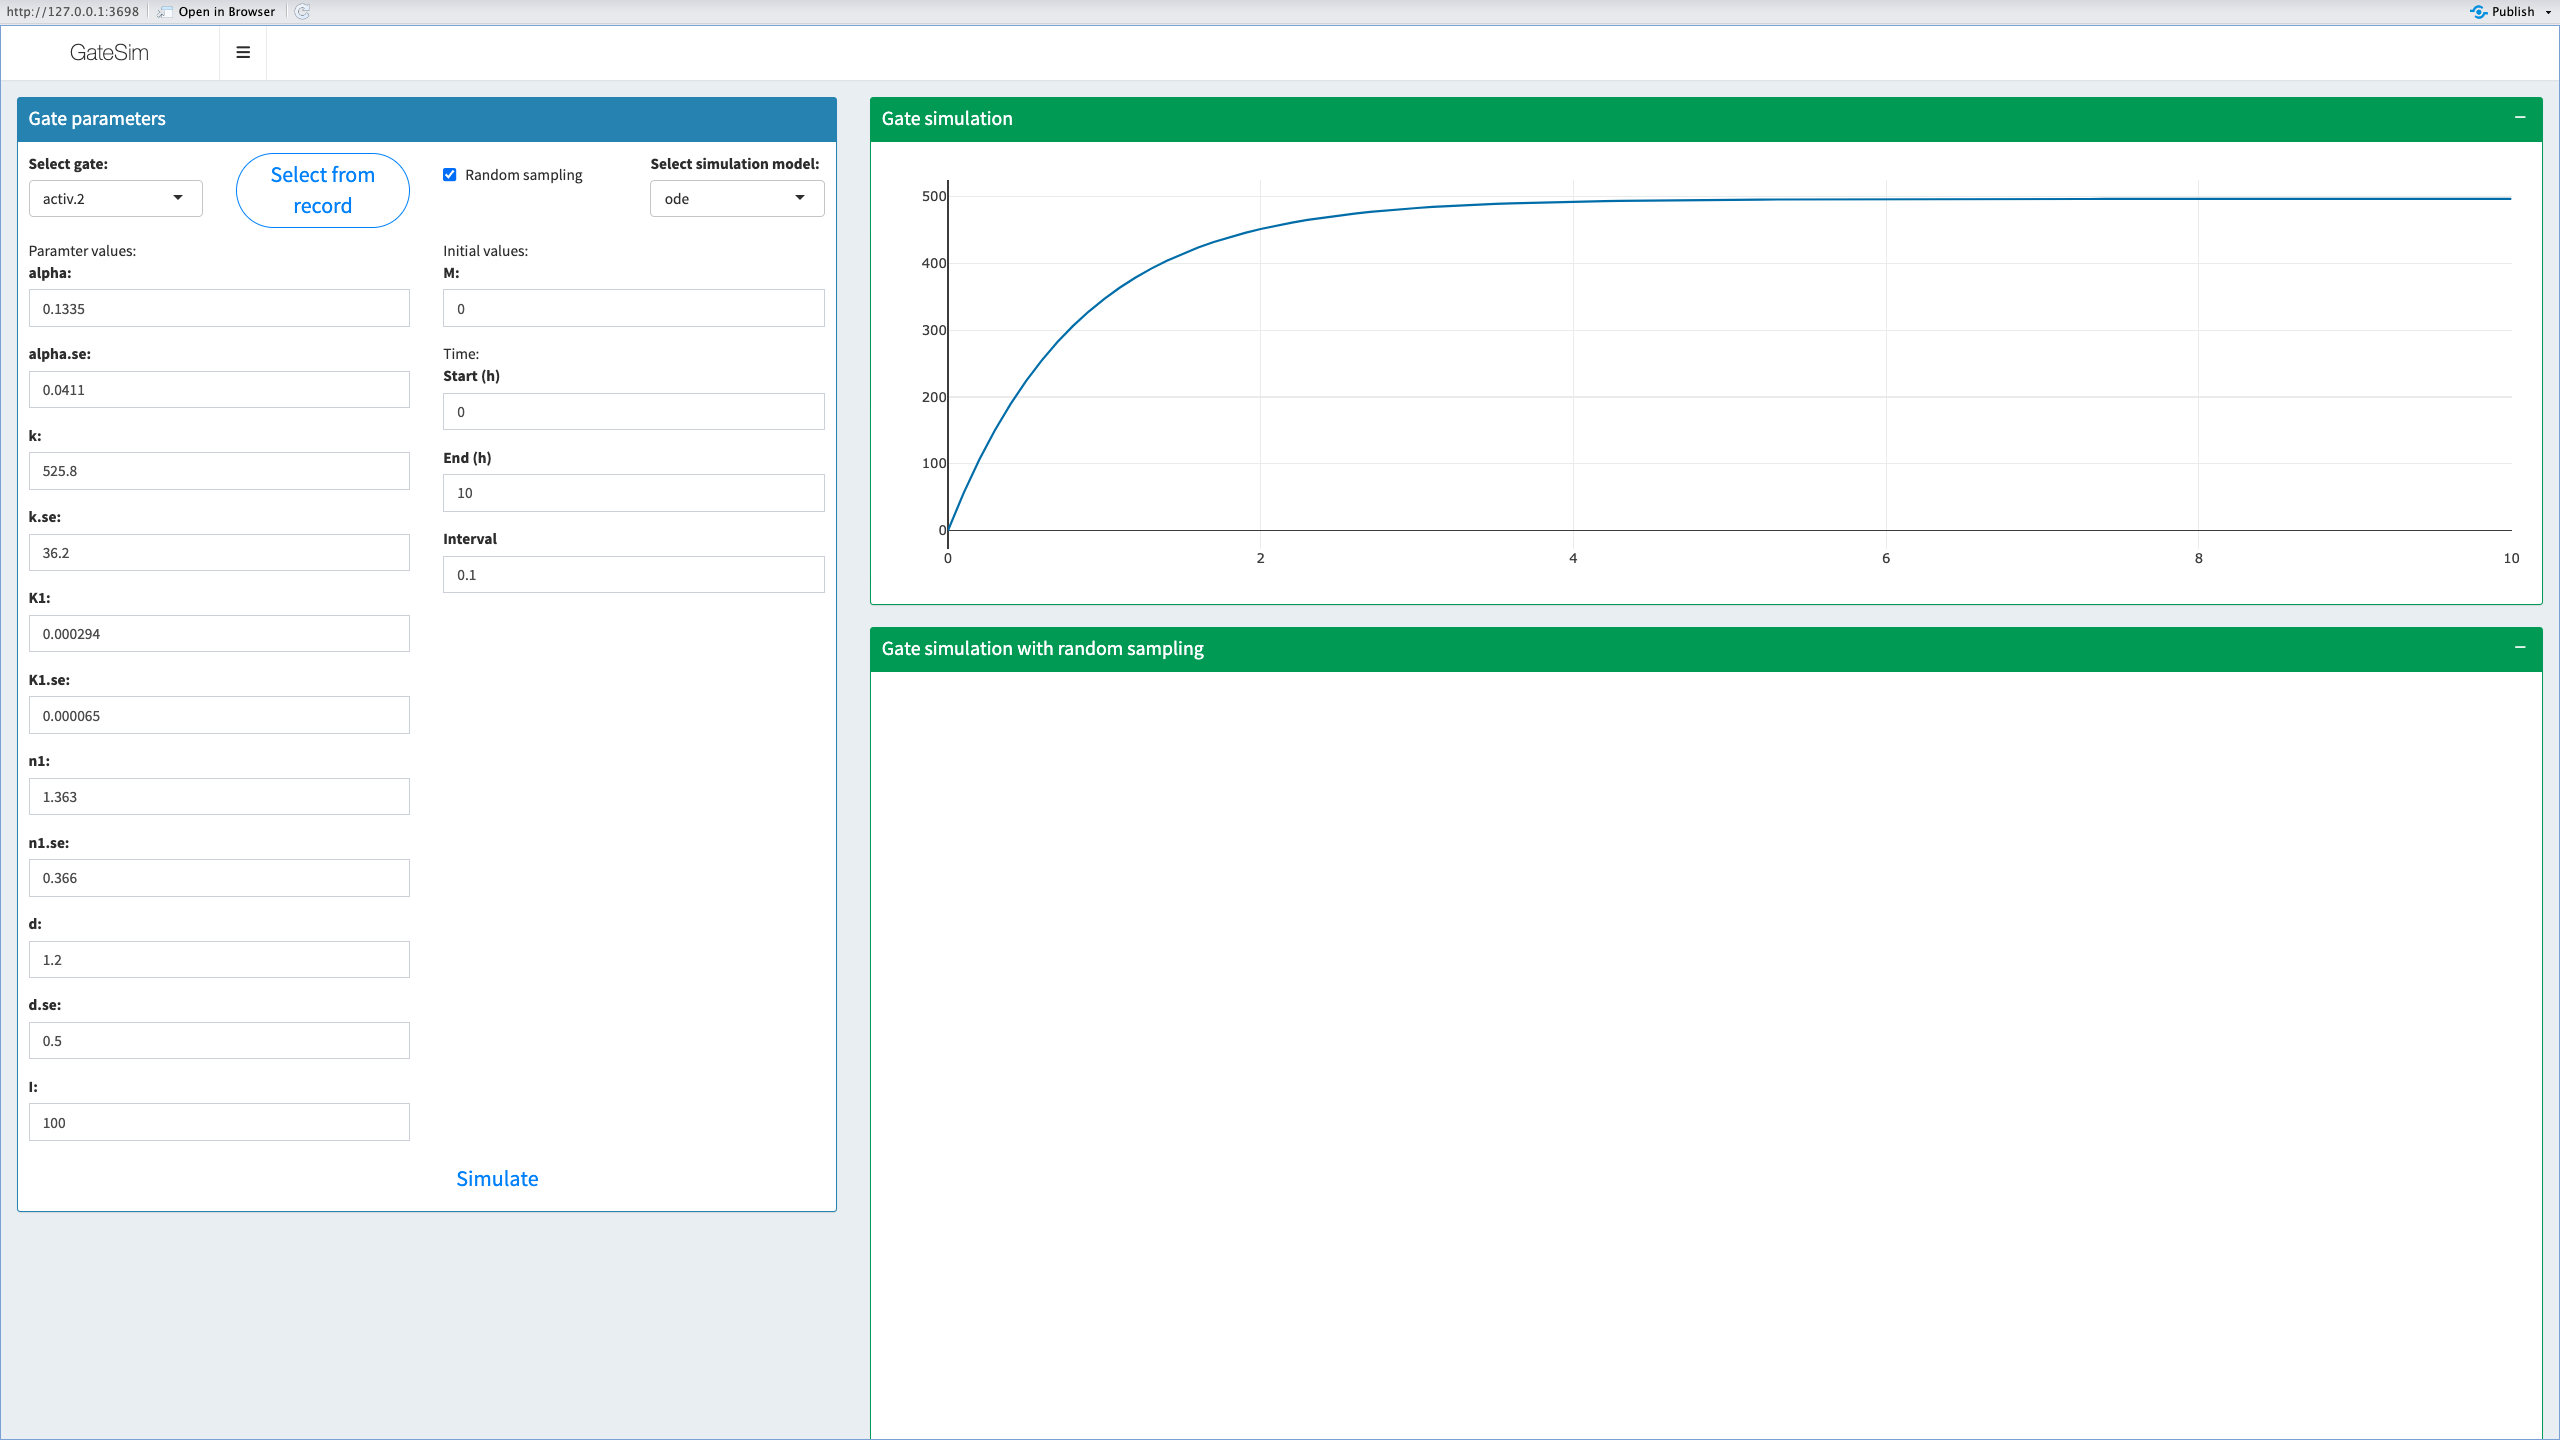 http://127.0.0.1:3698 Open in Browser Publish
GateSim
Gate parameters
Select gate:
activ.2
Select from
record
Random sampling
Select simulation model:
ode
Paramter values:
alpha:
0.1335
alpha.se:
0.0411
k:
525.8
k.se:
36.2
K1:
0.000294
K1.se:
0.000065
n1:
1.363
n1.se:
0.366
d:
1.2
d.se:
0.5
I:
100
Initial values:
M:
0
Time:
Start (h)
0
End (h)
10
Interval
0.1
Simulate
Gate simulation
500
400
300
200
100
0
0 2 4 6 8 10
Gate simulation with random sampling